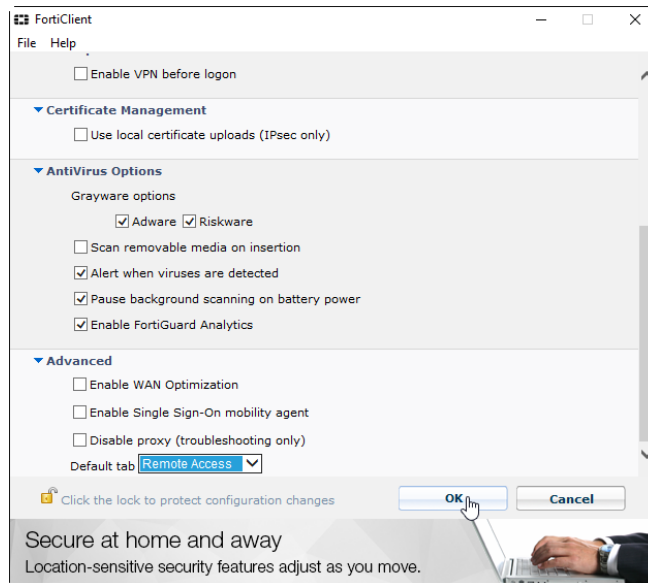 FortiClient
File Help
Enable VPN before logon
Certificate Management
Use local certificate uploads (IPsec only)
AntiVirus Options
Grayware options
Adware Riskware
Scan removable media on insertion
Alert when viruses are detected
Pause background scanning on battery power
Enable FortiGuard Analytics
Advanced
Enable WAN Optimization
Enable Single Sign-On mobility agent
Disable proxy (troubleshooting only)
Default tab Remote Access
Click the lock to protect configuration changes OK Cancel
Secure at home and away
Location-sensitive security features adjust as you move.